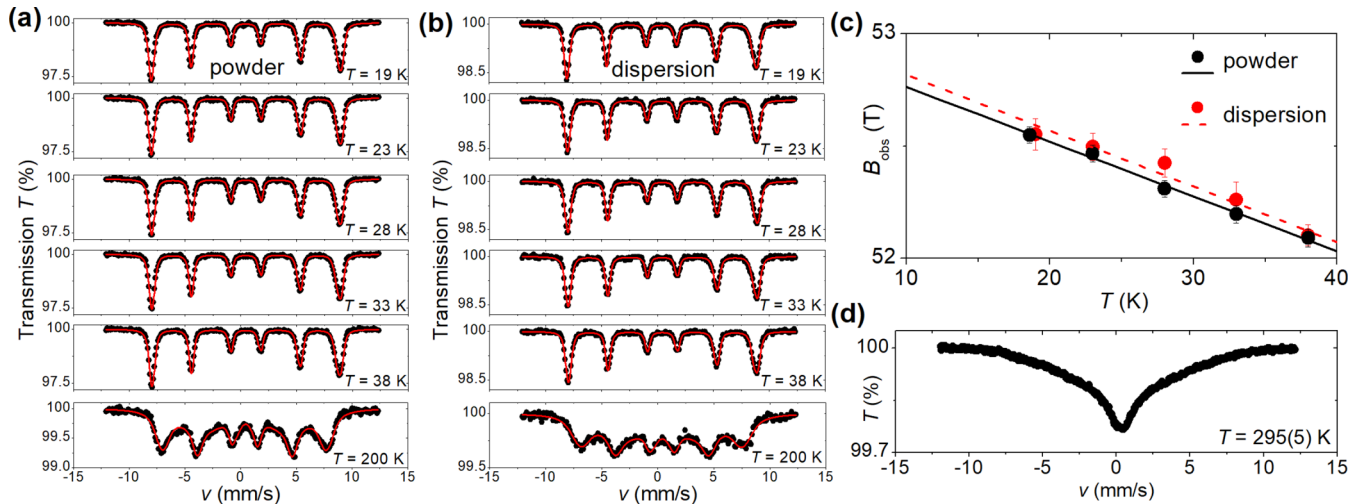 (a)
100
97.5
powder
T = 19 K
100
97.5
T = 23 K
100
97.5
T = 28 K
100
97.5
T = 33 K
100
97.5
T = 38 K
100
99.5
99.0
T = 200 K
-15 -10 -5 0 5 10 15
v (mm/s)
Transmission T (%)
(b)
100
98.5
dispersion
T = 19 K
100
98.5
T = 23 K
100
98.5
T = 28 K
100
98.5
T = 33 K
100
98.5
T = 38 K
100
99.5
T = 200 K
-15 -10 -5 0 5 10 15
v (mm/s)
Transmission T (%)
(c)
53
52
B_obs (T)
powder
dispersion
10 20 30 40
T (K)
(d)
100
99.7
T (%)
T = 295(5) K
-15 -10 -5 0 5 10 15
v (mm/s)